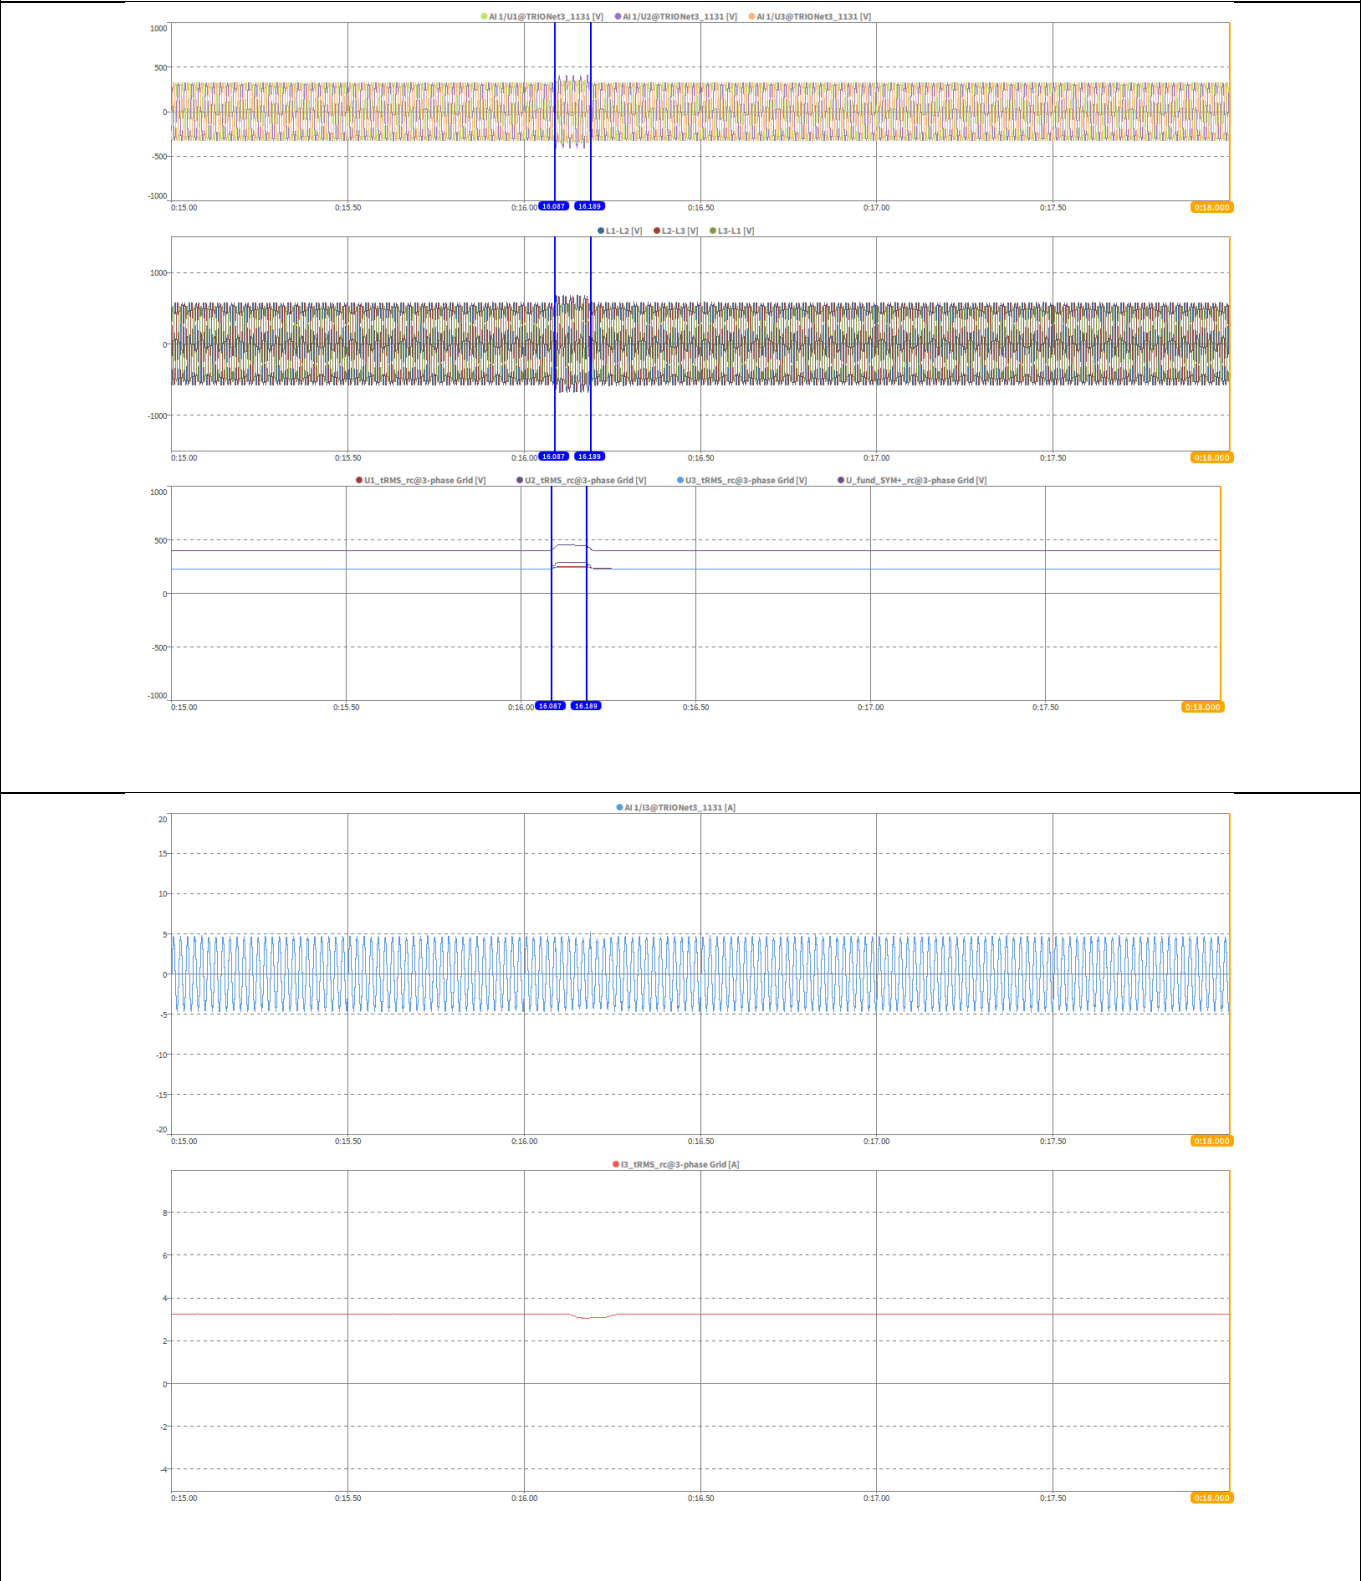 AI 1/U1@TRIONet3_1131 [V] AI 1/U2@TRIONet3_1131 [V] AI 1/U3@TRIONet3_1131 [V]
1000
500
0
-500
-1000
0:15.00 0:15.50 0:16.00 16.087 16.189 0:16.50 0:17.00 0:17.50 0:18.000
L1-L2 [V] L2-L3 [V] L3-L1 [V]
1000
0
-1000
0:15.00 0:15.50 0:16.00 16.087 16.189 0:16.50 0:17.00 0:17.50 0:18.000
U1_tRMS_rc@3-phase Grid [V] U2_tRMS_rc@3-phase Grid [V] U3_tRMS_rc@3-phase Grid [V] U_fund_SYM+_rc@3-phase Grid [V]
1000
500
0
-500
-1000
0:15.00 0:15.50 0:16.00 16.087 16.189 0:16.50 0:17.00 0:17.50 0:18.000
AI 1/I3@TRIONet3_1131 [A]
20
15
10
5
0
-5
-10
-15
-20
0:15.00 0:15.50 0:16.00 0:16.50 0:17.00 0:17.50 0:18.000
I3_tRMS_rc@3-phase Grid [A]
8
6
4
2
0
-2
-4
0:15.00 0:15.50 0:16.00 0:16.50 0:17.00 0:17.50 0:18.000